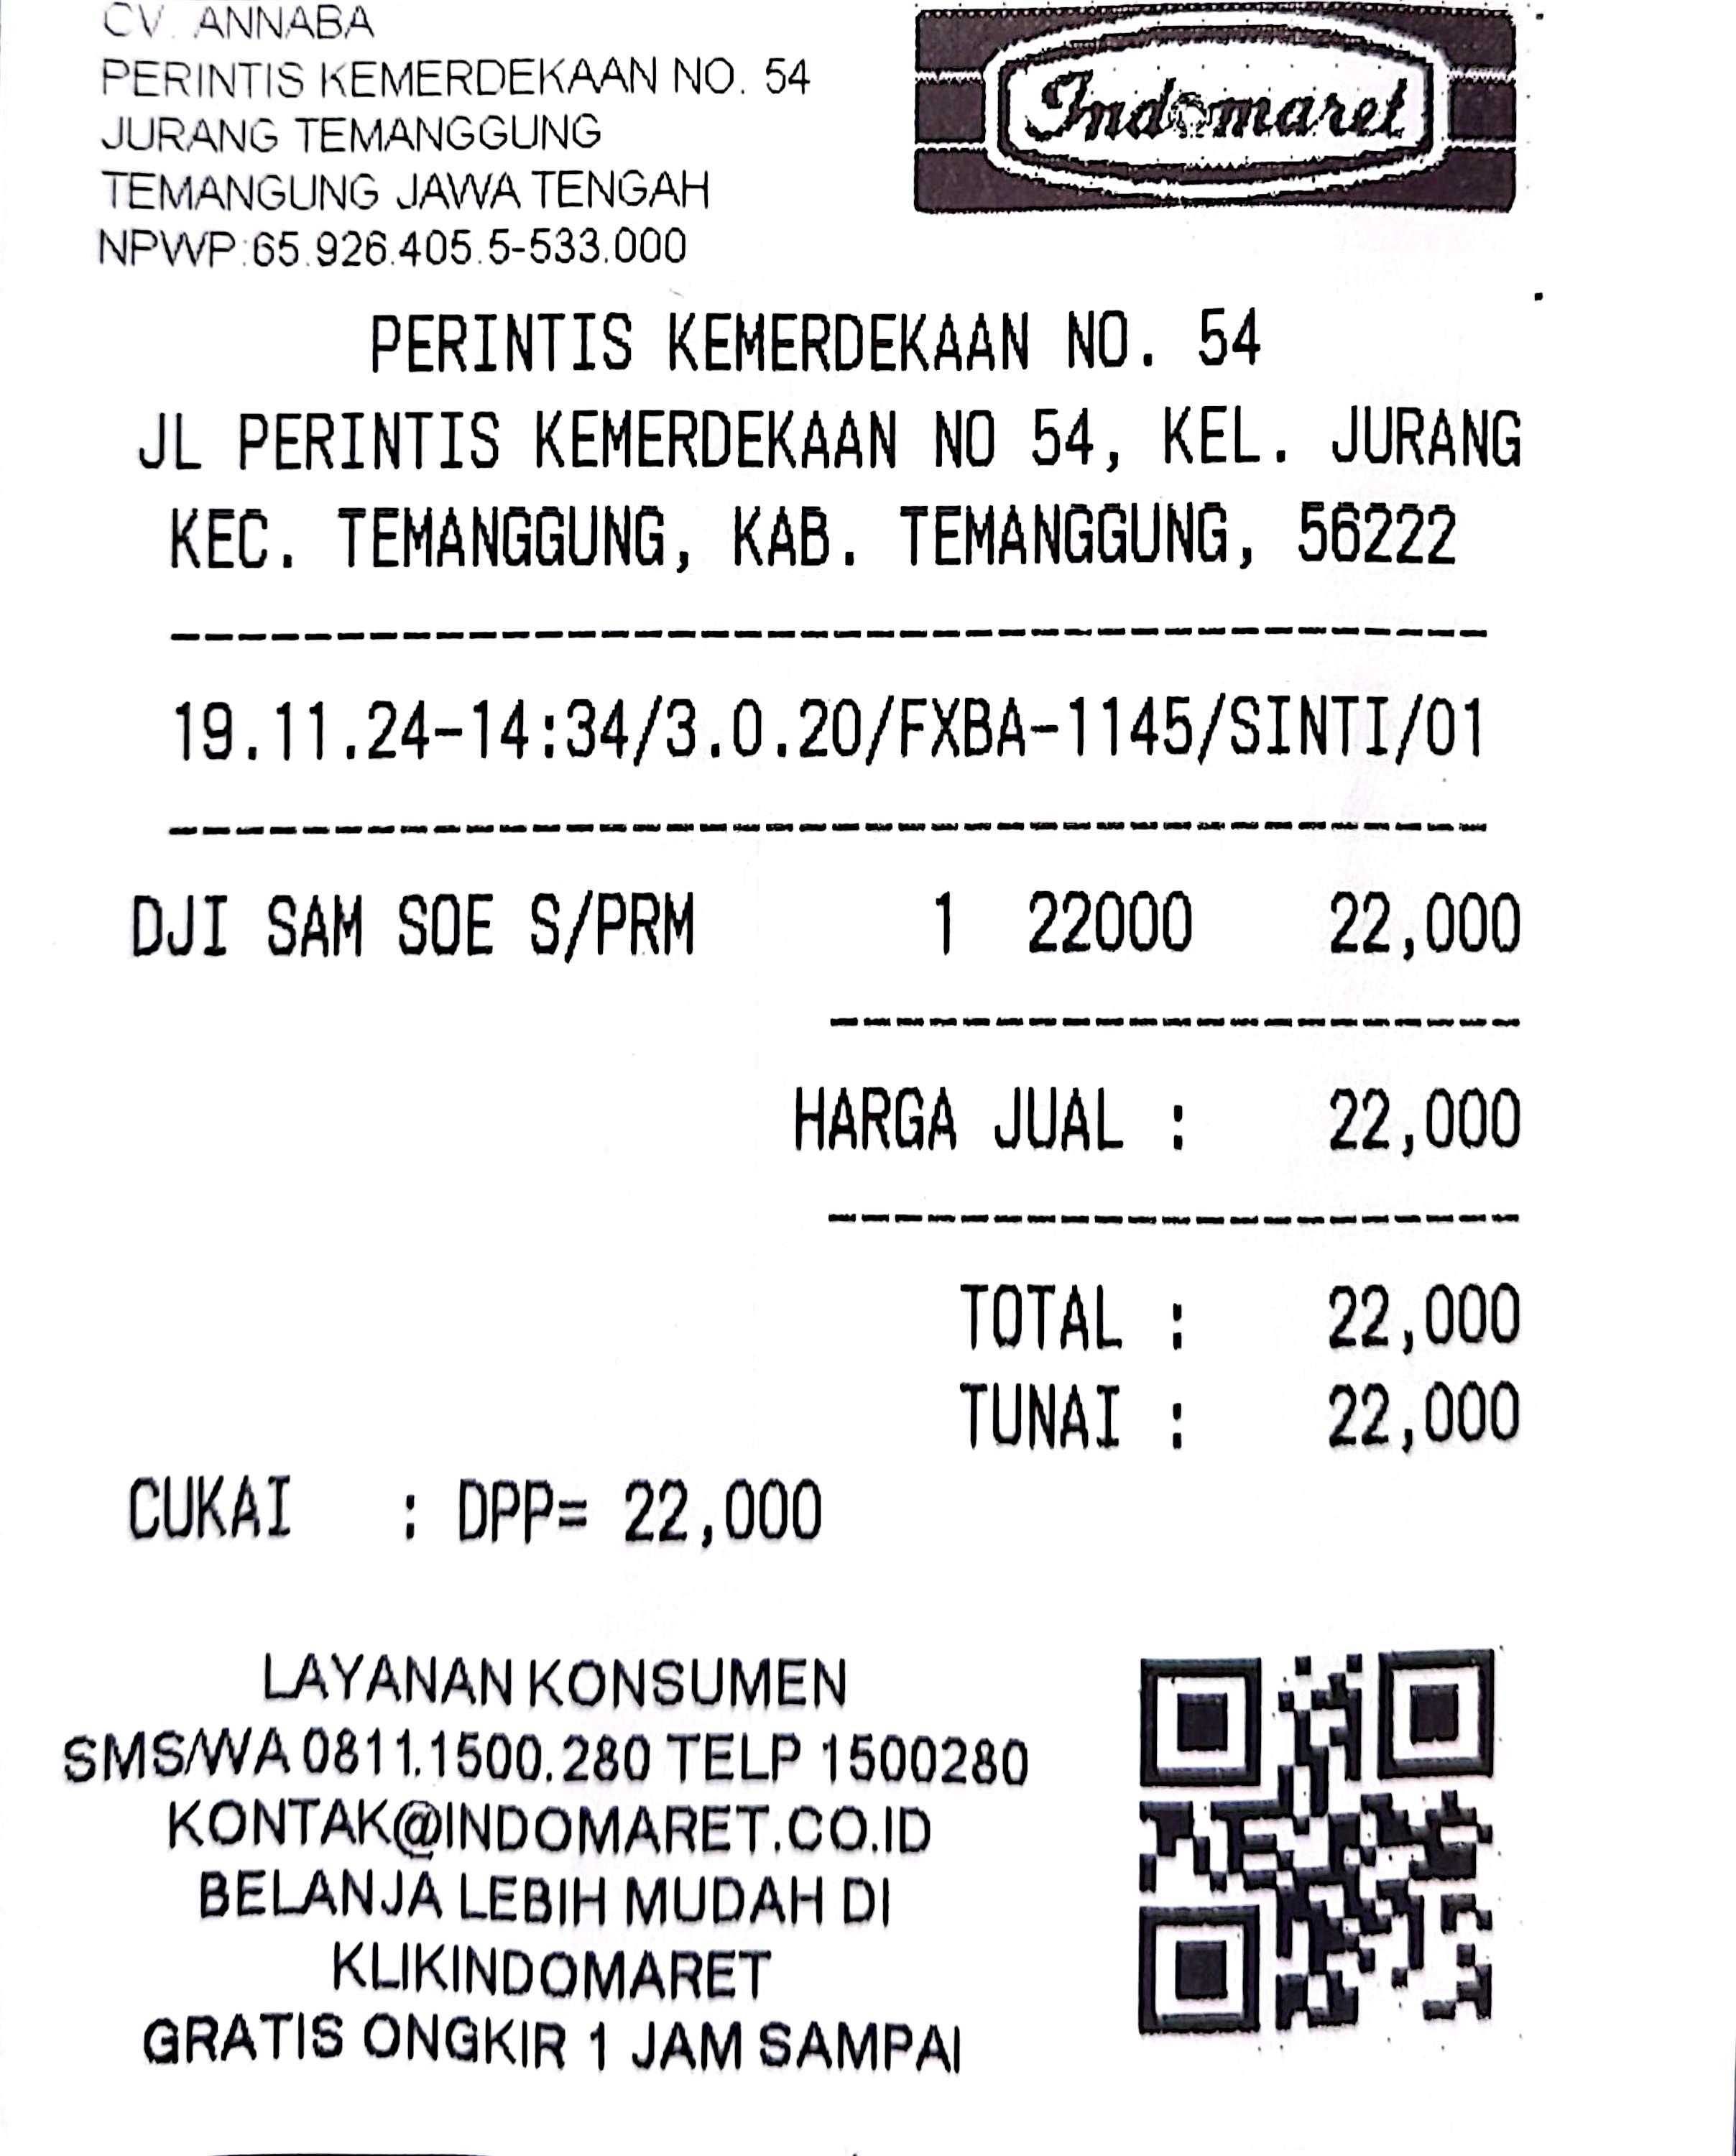 CV. ANNABA
PERINTIS KEMERDEKAAN NO. 54
JURANG TEMANGGUNG
TEMANGUNG JAWA TENGAH
NPWP:65.926.405.5-533.000
Indomaret
PERINTIS KEMERDEKAAN NO. 54
JL PERINTIS KEMERDEKAAN NO 54, KEL. JURANG
KEC. TEMANGGUNG, KAB. TEMANGGUNG, 56222
19.11.24-14:34/3.0.20/FXBA-1145/SINTI/01
DJI SAM SOE S/PRM 1 22000 22,000
HARGA JUAL : 22,000
TOTAL : 22,000
TUNAI : 22,000
CUKAI : DPP= 22,000
LAYANAN KONSUMEN
SMS/WA 0811.1500.280 TELP 1500280
KONTAK@INDOMARET.CO.ID
BELANJA LEBIH MUDAH DI
KLIKINDOMARET
GRATIS ONGKIR 1 JAM SAMPAI